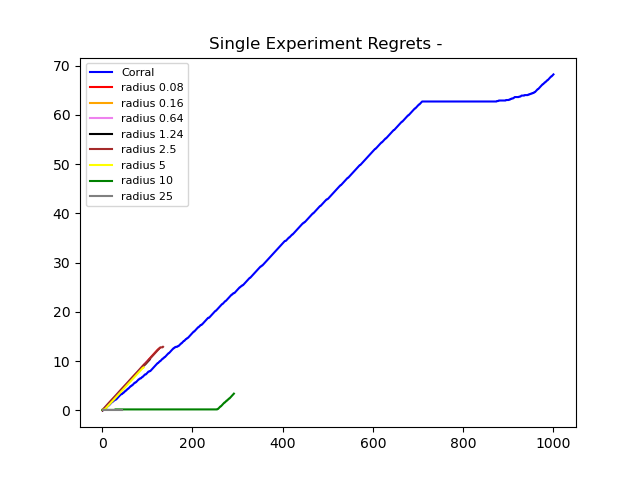 Single Experiment Regrets -
Corral
radius 0.08
radius 0.16
radius 0.64
radius 1.24
radius 2.5
radius 5
radius 10
radius 25
70
60
50
40
30
20
10
0
0 200 400 600 800 1000